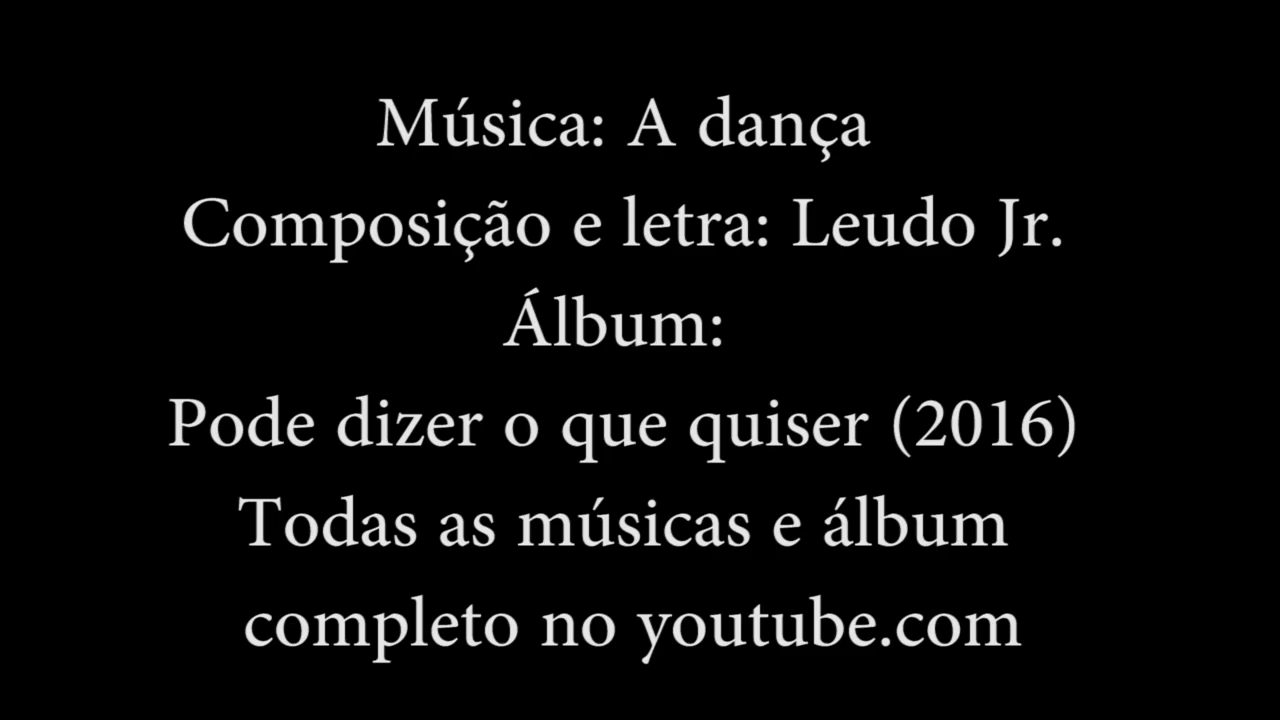 Música: A dança
Composição e letra: Leudo Jr.
Álbum:
Pode dizer o que quiser (2016)
Todas as músicas e álbum
completo no youtube.com